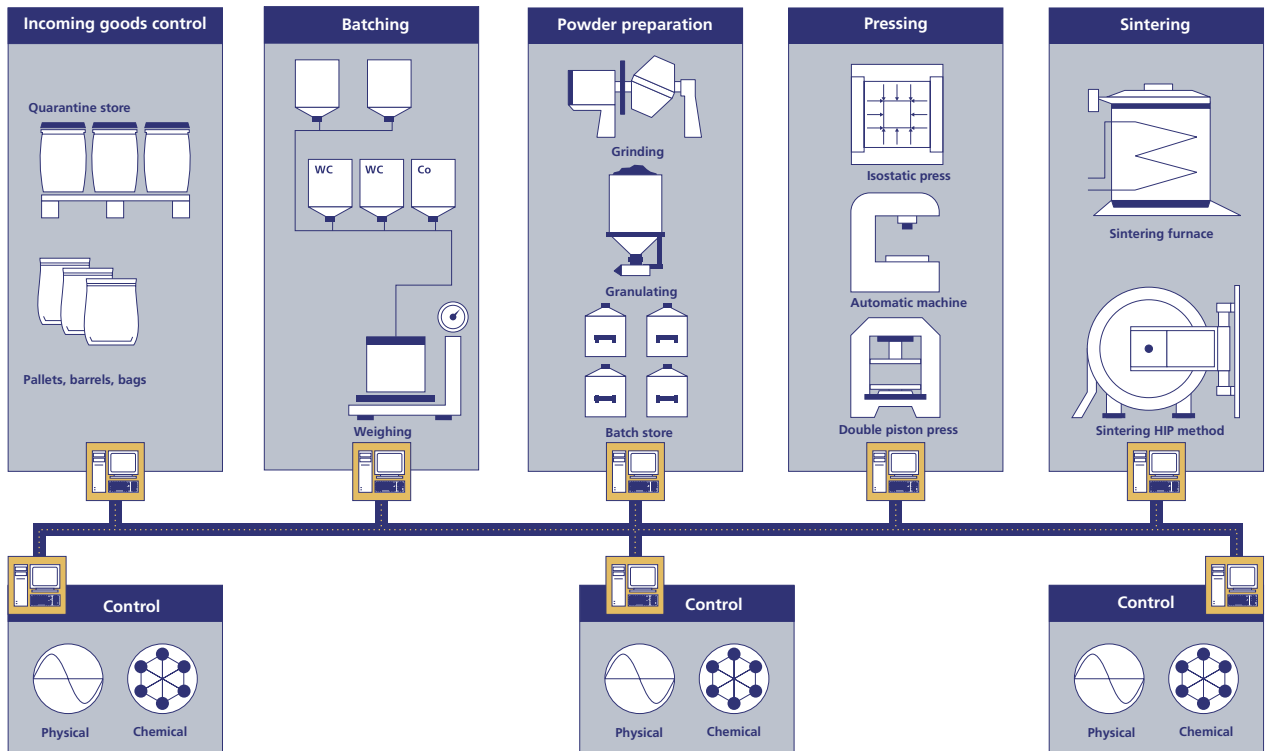 Incoming goods control
Quarantine store
Pallets, barrels, bags
Batching
WC
WC
Co
Weighing
Powder preparation
Grinding
Granulating
Batch store
Pressing
Isostatic press
Automatic machine
Double piston press
Sintering
Sintering furnace
Sintering HIP method
Control
Physical
Chemical
Control
Physical
Chemical
Control
Physical
Chemical